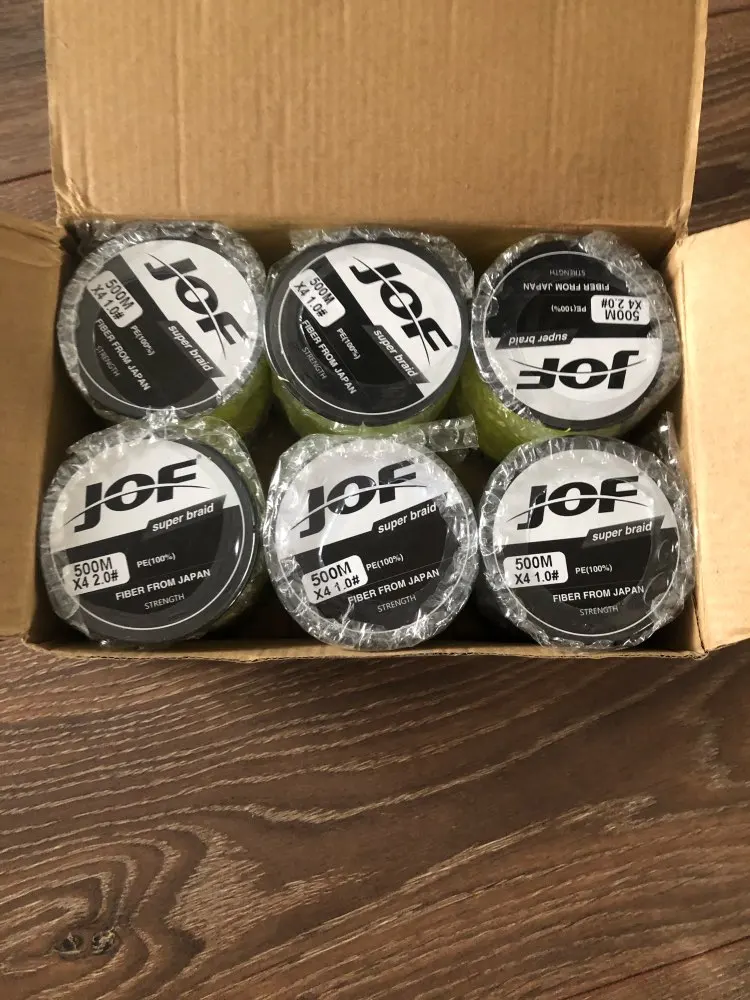 JOF
super braid
500M
X4 1.0#
PE(100%)
FIBER FROM JAPAN
STRENGTH
JOF
super braid
500M
X4 1.0#
PE(100%)
FIBER FROM JAPAN
STRENGTH
JOF
super braid
500M
X4 2.0#
PE(100%)
FIBER FROM JAPAN
STRENGTH
JOF
super braid
500M
X4 2.0#
PE(100%)
FIBER FROM JAPAN
STRENGTH
JOF
super braid
500M
X4 1.0#
PE(100%)
FIBER FROM JAPAN
STRENGTH
JOF
super braid
500M
X4 1.0#
PE(100%)
FIBER FROM JAPAN
STRENGTH